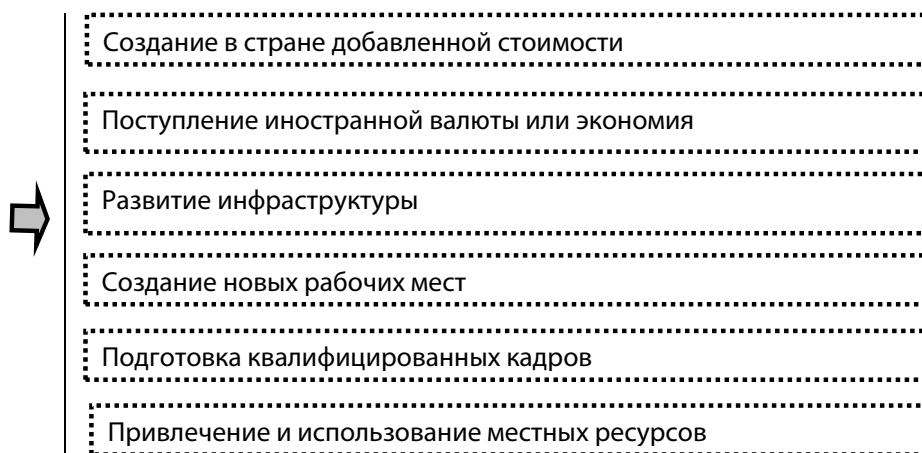 Создание в стране добавленной стоимости
Поступление иностранной валюты или экономия
Развитие инфраструктуры
Создание новых рабочих мест
Подготовка квалифицированных кадров
Привлечение и использование местных ресурсов